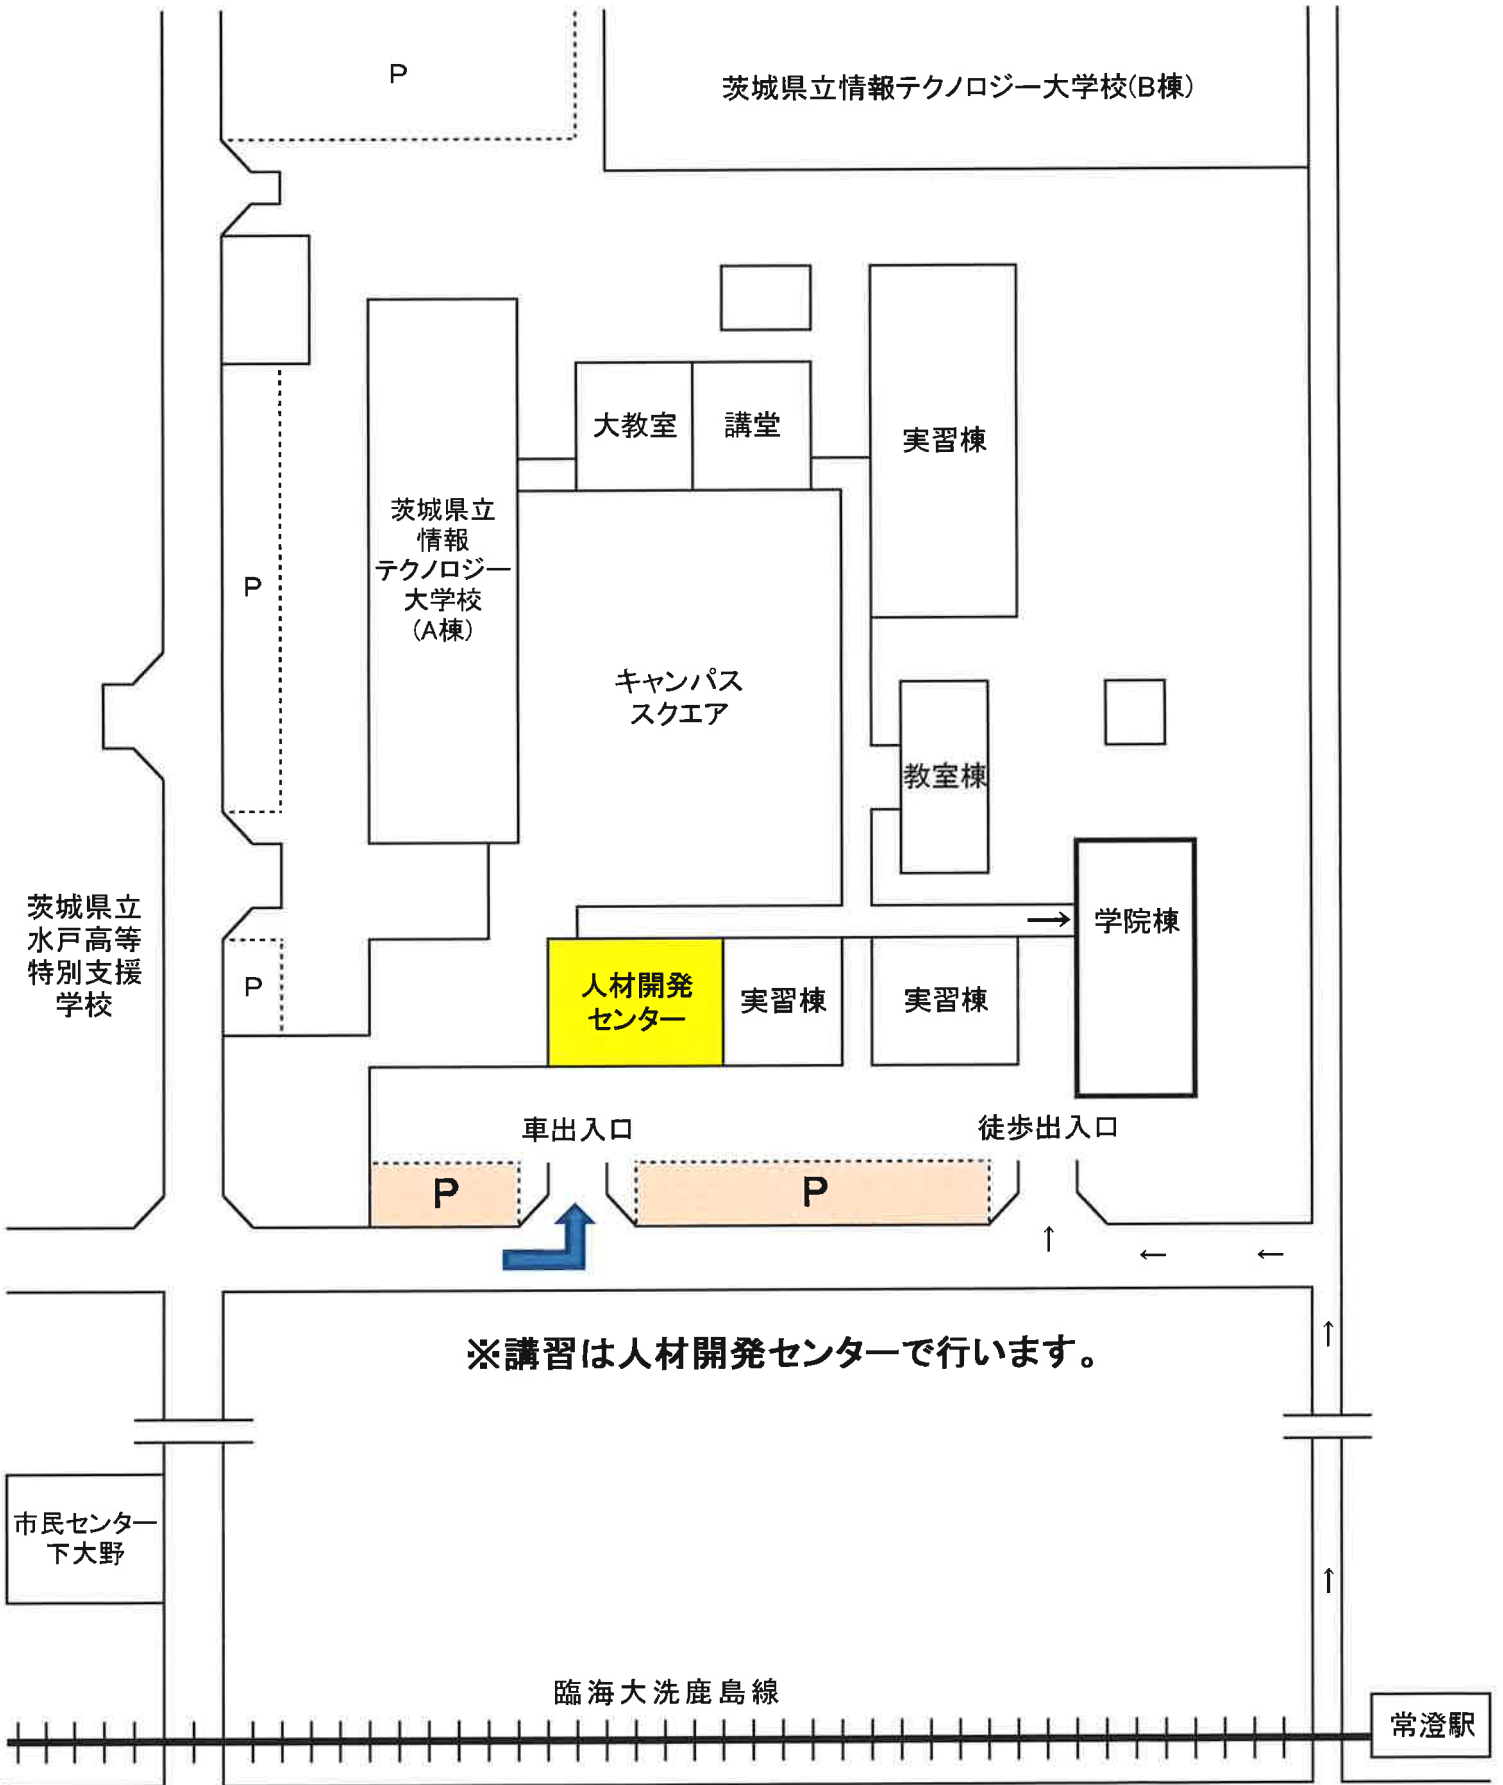 P
茨城県立情報テクノロジー大学校(B棟)
大教室
講堂
実習棟
茨城県立
情報
テクノロジー
大学校
(A棟)
P
キャンパス
スクエア
教室棟
茨城県立
水戸高等
特別支援
学校
P
人材開発
センター
実習棟
実習棟
→
学院棟
車出入口
徒歩出入口
P
P
↑
←
←
※講習は人材開発センターで行います。
↑
市民センター
下大野
↑
臨海大洗鹿島線
常澄駅